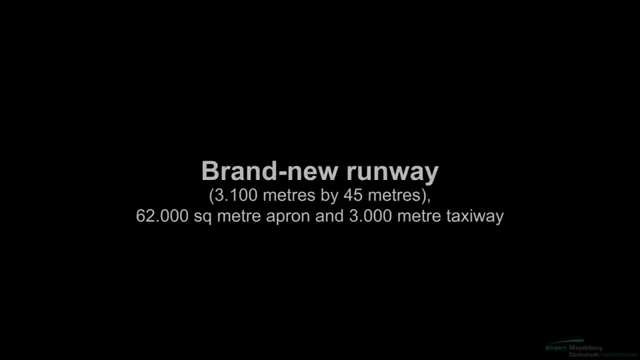 Brand-new runway
(3.100 metres by 45 metres),
62.000 sq metre apron and 3.000 metre taxiway